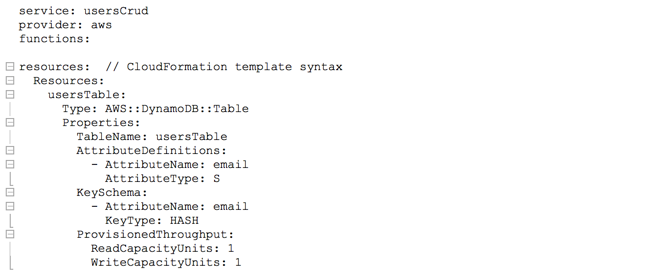 service: usersCrud
provider: aws
functions:
resources:  // CloudFormation template syntax
  Resources:
    usersTable:
      Type: AWS::DynamoDB::Table
      Properties:
        TableName: usersTable
        AttributeDefinitions:
          - AttributeName: email
            AttributeType: S
        KeySchema:
          - AttributeName: email
            KeyType: HASH
        ProvisionedThroughput:
          ReadCapacityUnits: 1
          WriteCapacityUnits: 1